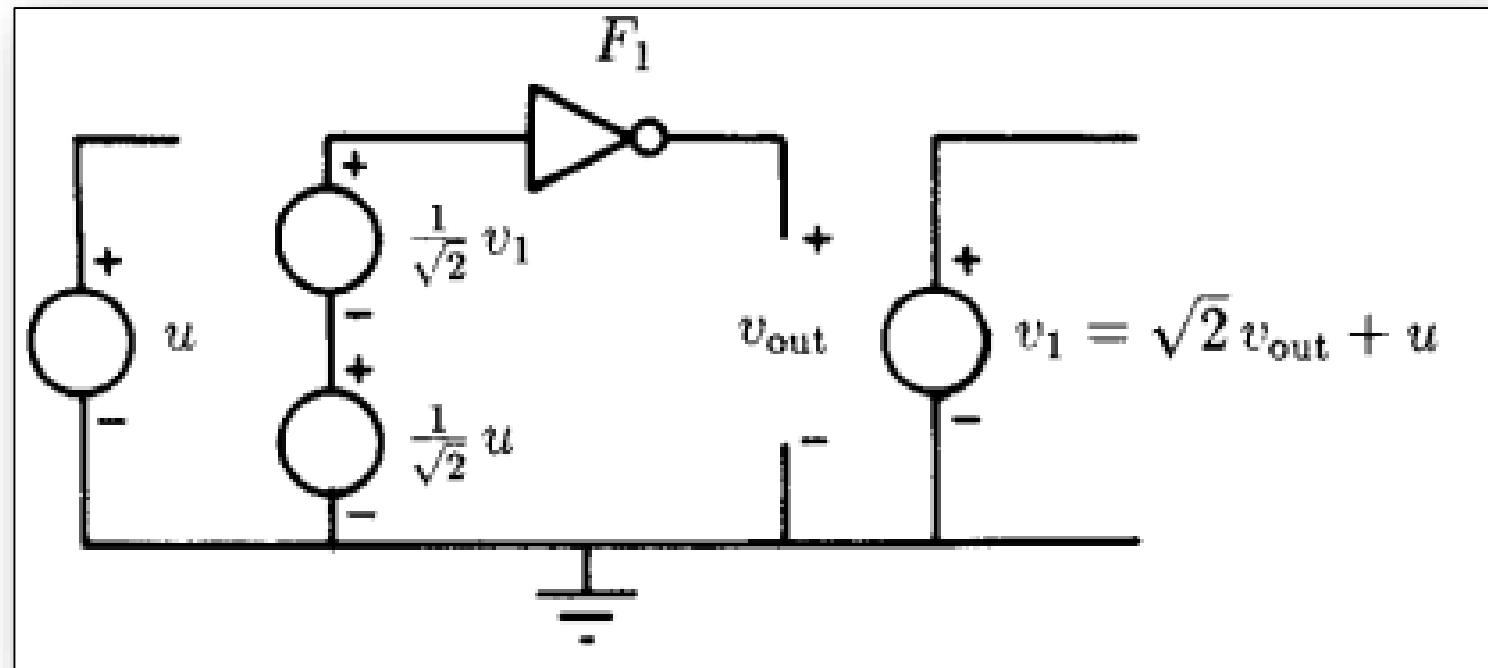 F₁
+
1/√2 v₁
+
u
−
+
v_out
+
v₁ = √2 v_out + u
−
+
1/√2 u
−
−
−